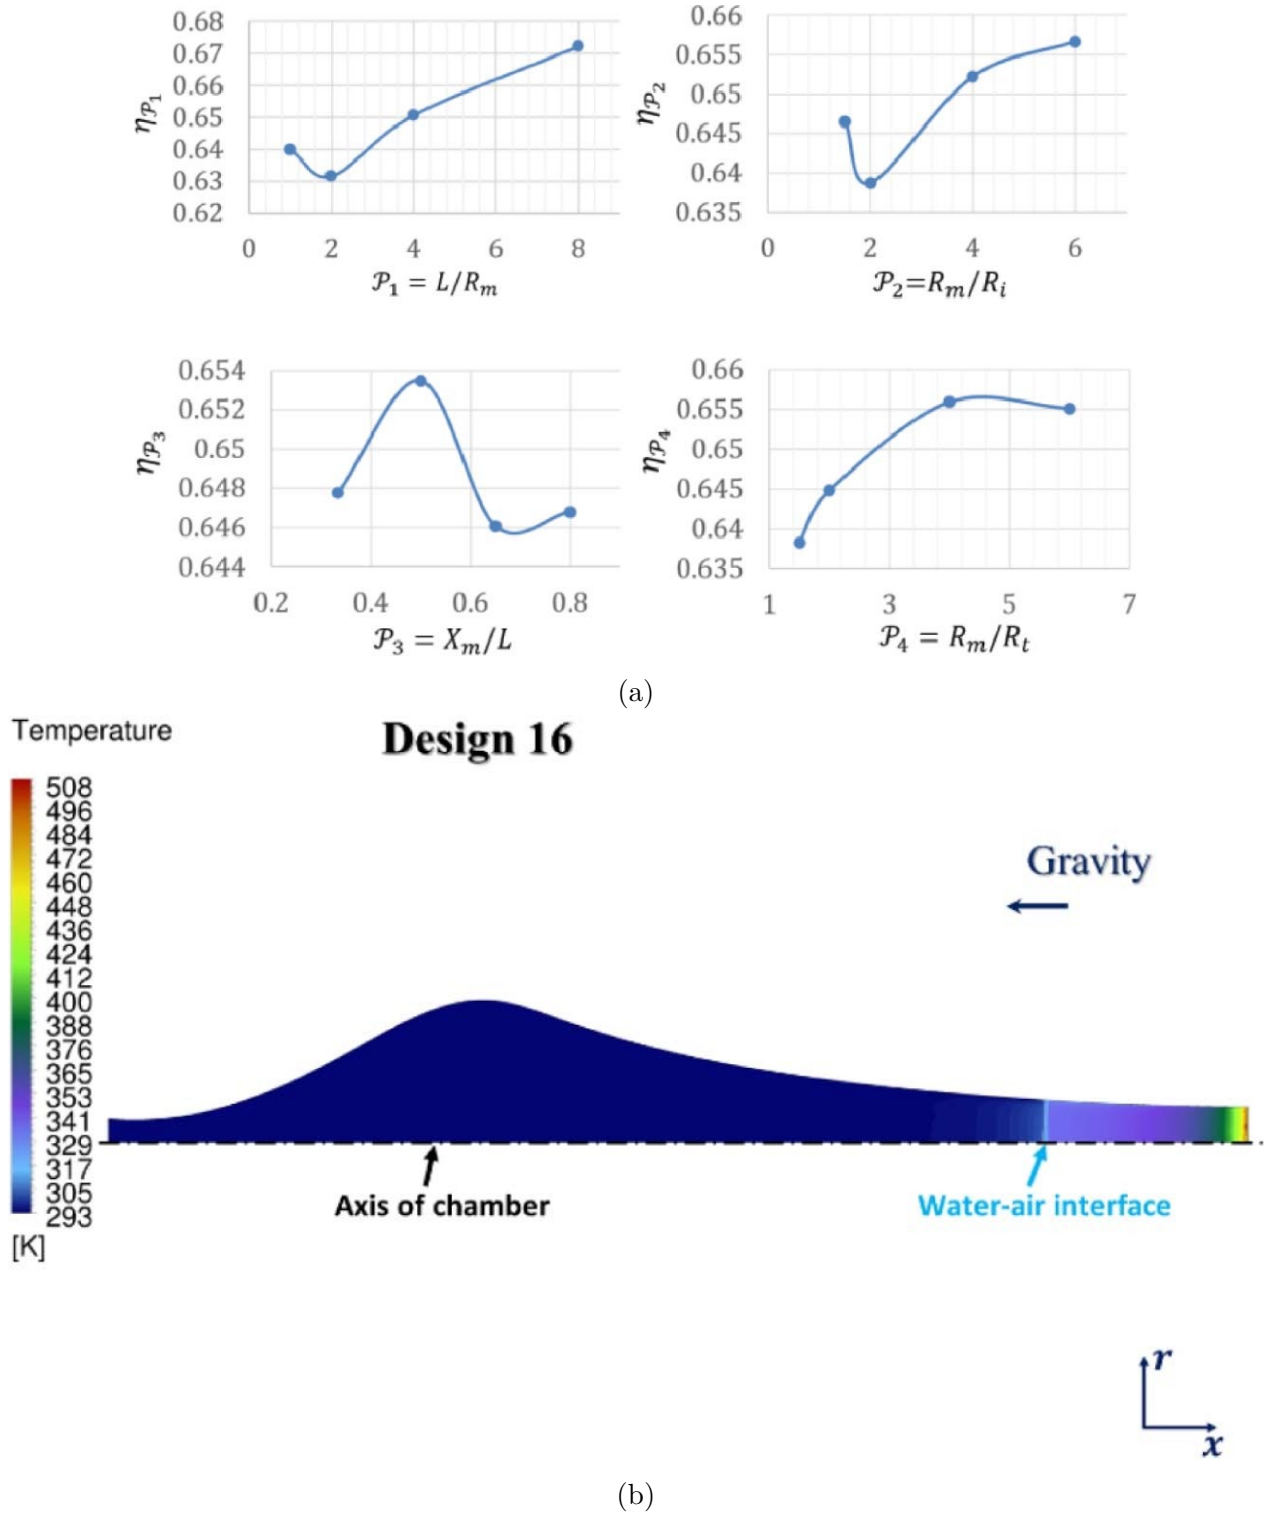 0.68
0.67
0.66
0.65
0.64
0.63
0.62
η𝒫₁
0 2 4 6 8
𝒫₁ = L/Rₘ
0.66
0.655
0.65
0.645
0.64
0.635
η𝒫₂
0 2 4 6
𝒫₂=Rₘ/Rᵢ
0.654
0.652
0.65
0.648
0.646
0.644
η𝒫₃
0.2 0.4 0.6 0.8
𝒫₃ = Xₘ/L
0.66
0.655
0.65
0.645
0.64
0.635
η𝒫₄
1 3 5 7
𝒫₄ = Rₘ/Rₜ
(a)
Temperature
Design 16
508
496
484
472
460
448
436
424
412
400
388
376
365
353
341
329
317
305
293
[K]
Gravity
Axis of chamber
Water-air interface
r
x
(b)